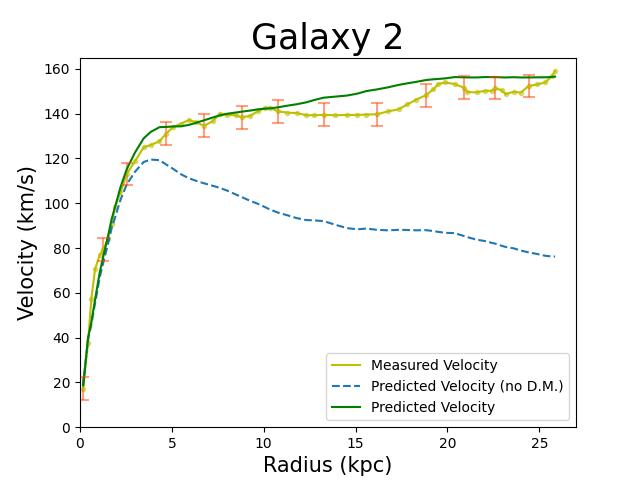 Galaxy 2
Velocity (km/s)
160
140
120
100
80
60
40
20
0
0 5 10 15 20 25
Radius (kpc)
Measured Velocity
Predicted Velocity (no D.M.)
Predicted Velocity